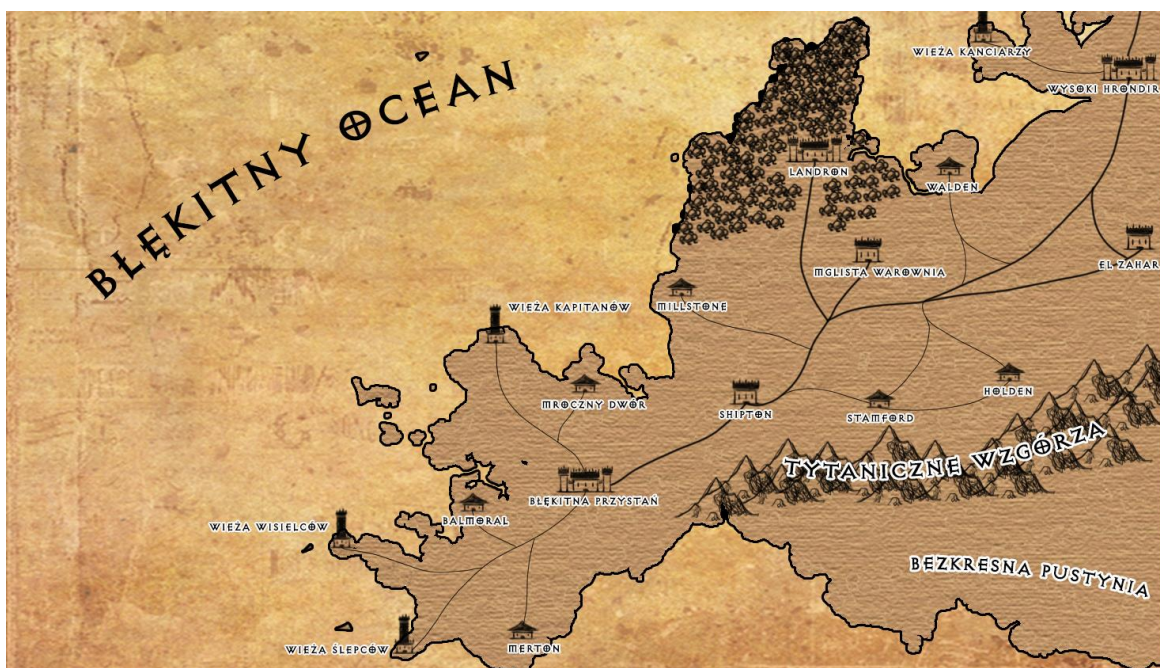 WIEŻA KANCIARZY
WYSOKI HRONDIR
BŁĘKITNY OCEAN
LANDRON
WALDEN
EL ZAHAR
MGLISTA WAROWNIA
MILLSTONE
WIEŻA KAPITANÓW
HOLDEN
MROCZNY DWÓR
SHIPTON
STAMFORD
TYTANICZNE WZGÓRZA
BŁĘKITNA PRZYSTAŃ
BALMORAL
WIEŻA WISIELCÓW
BEZKRESNA PUSTYNIA
WIEŻA ŚLEPCÓW
MERTON